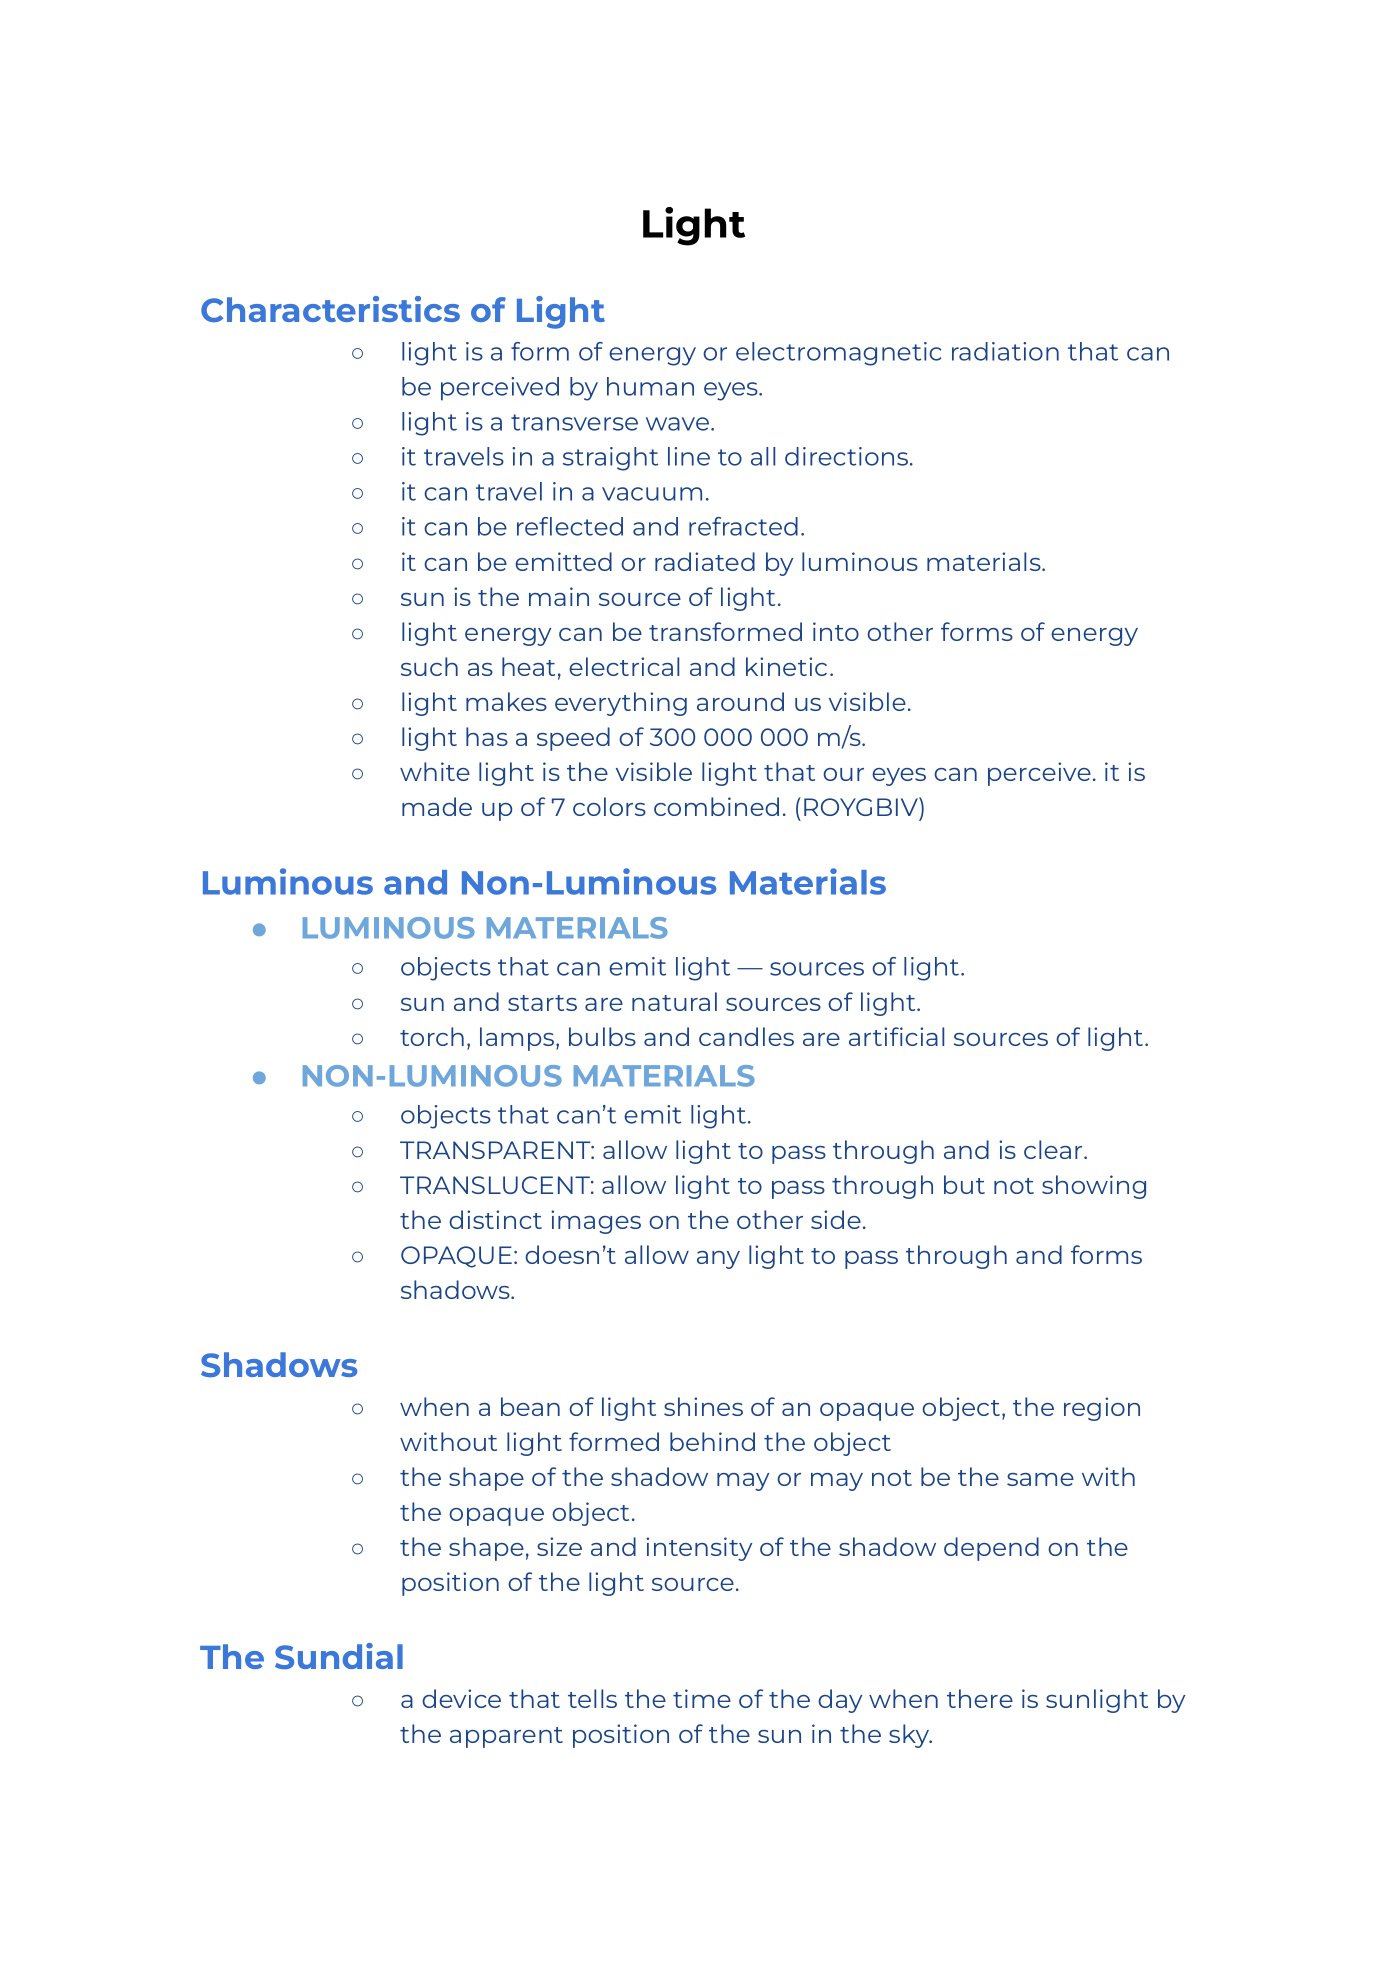 Light
Characteristics of Light
○ light is a form of energy or electromagnetic radiation that can
be perceived by human eyes.
○ light is a transverse wave.
○ it travels in a straight line to all directions.
○ it can travel in a vacuum.
○ it can be reflected and refracted.
○ it can be emitted or radiated by luminous materials.
○ sun is the main source of light.
○ light energy can be transformed into other forms of energy
such as heat, electrical and kinetic.
○ light makes everything around us visible.
○ light has a speed of 300 000 000 m/s.
○ white light is the visible light that our eyes can perceive. it is
made up of 7 colors combined. (ROYGBIV)
Luminous and Non-Luminous Materials
● LUMINOUS MATERIALS
○ objects that can emit light — sources of light.
○ sun and starts are natural sources of light.
○ torch, lamps, bulbs and candles are artificial sources of light.
● NON-LUMINOUS MATERIALS
○ objects that can’t emit light.
○ TRANSPARENT: allow light to pass through and is clear.
○ TRANSLUCENT: allow light to pass through but not showing
the distinct images on the other side.
○ OPAQUE: doesn’t allow any light to pass through and forms
shadows.
Shadows
○ when a bean of light shines of an opaque object, the region
without light formed behind the object
○ the shape of the shadow may or may not be the same with
the opaque object.
○ the shape, size and intensity of the shadow depend on the
position of the light source.
The Sundial
○ a device that tells the time of the day when there is sunlight by
the apparent position of the sun in the sky.